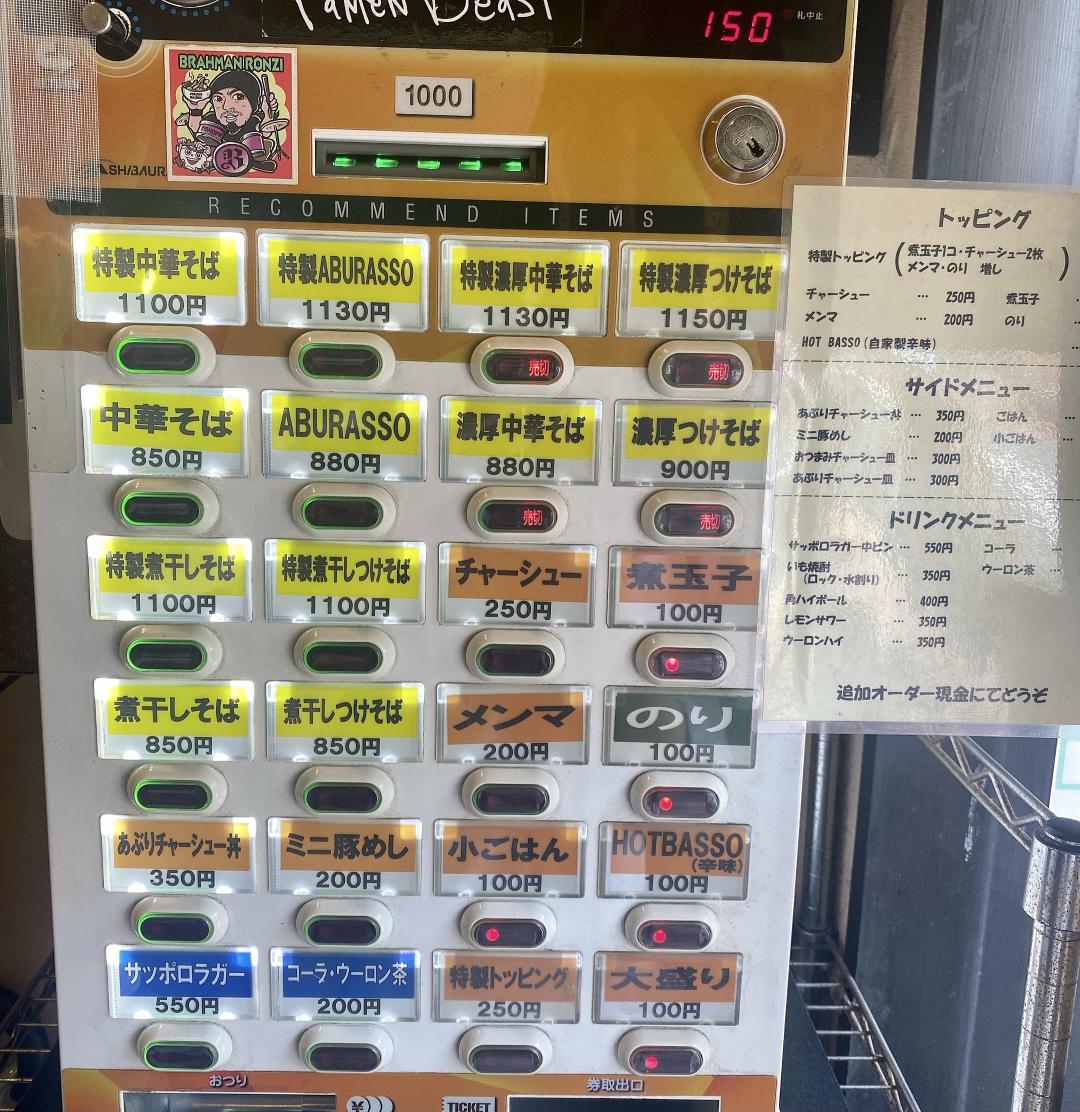 Ramen Beast
150
札中止
BRAHMAN RONZI
1000
SHIBAUR
RECOMMEND ITEMS
特製中華そば
1100円
特製ABURASSO
1130円
特製濃厚中華そば
1130円
特製濃厚つけそば
1150円
売切
売切
中華そば
850円
ABURASSO
880円
濃厚中華そば
880円
濃厚つけそば
900円
売切
売切
特製煮干しそば
1100円
特製煮干しつけそば
1100円
チャーシュー
250円
煮玉子
100円
煮干しそば
850円
煮干しつけそば
850円
メンマ
200円
のり
100円
あぶりチャーシュー丼
350円
ミニ豚めし
200円
小ごはん
100円
HOTBASSO
(辛味)
100円
サッポロラガー
550円
コーラ・ウーロン茶
200円
特製トッピング
250円
大盛り
100円
おつり
券取出口
¥
TICKET
トッピング
特製トッピング(煮玉子1コ・チャーシュー2枚
メンマ・のり 増し)
チャーシュー … 250円 煮玉子
メンマ … 200円 のり
HOT BASSO(自家製辛味) …
サイドメニュー
あぶりチャーシュー丼 … 350円 ごはん …
ミニ豚めし … 200円 小ごはん …
おつまみチャーシュー皿 … 300円
あぶりチャーシュー皿 … 300円
ドリンクメニュー
サッポロラガー中ビン … 550円 コーラ …
いも焼酎
(ロック・水割り) … 350円 ウーロン茶 …
角ハイボール … 400円
レモンサワー … 350円
ウーロンハイ … 350円
追加オーダー現金にてどうぞ